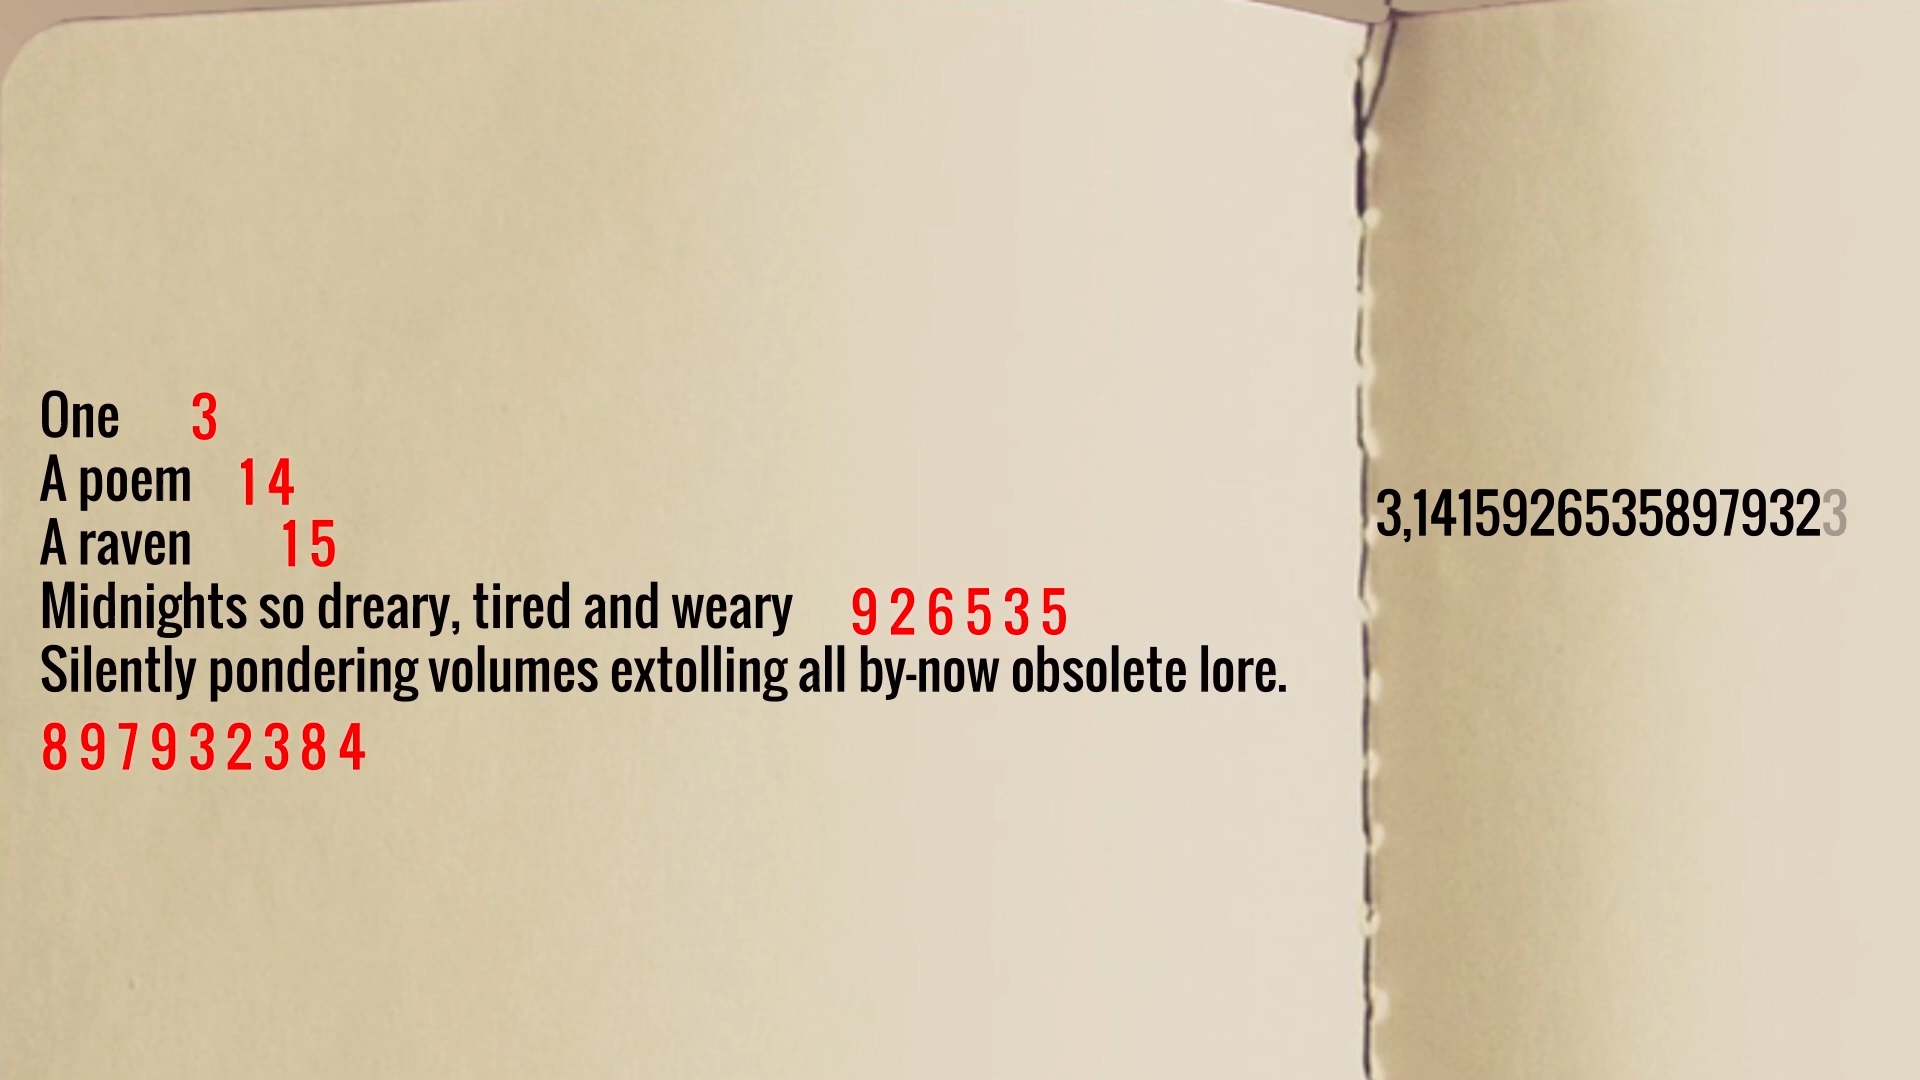 One 3
A poem 1 4
A raven 1 5
Midnights so dreary, tired and weary 9 2 6 5 3 5
Silently pondering volumes extolling all by-now obsolete lore.
8 9 7 9 3 2 3 8 4
3,14159265358979323